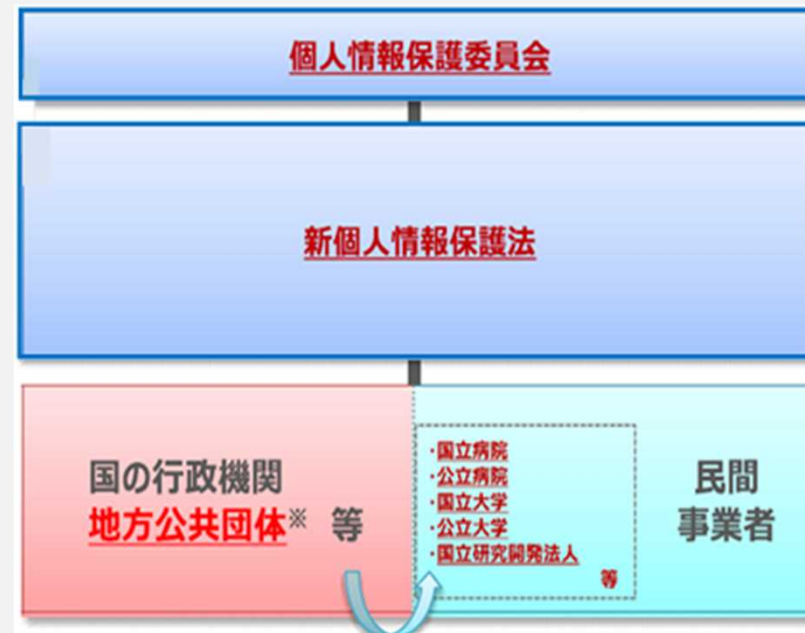 個人情報保護委員会
新個人情報保護法
国の行政機関
地方公共団体※ 等
・国立病院
・公立病院
・国立大学
・公立大学
・国立研究開発法人
等
民間
事業者